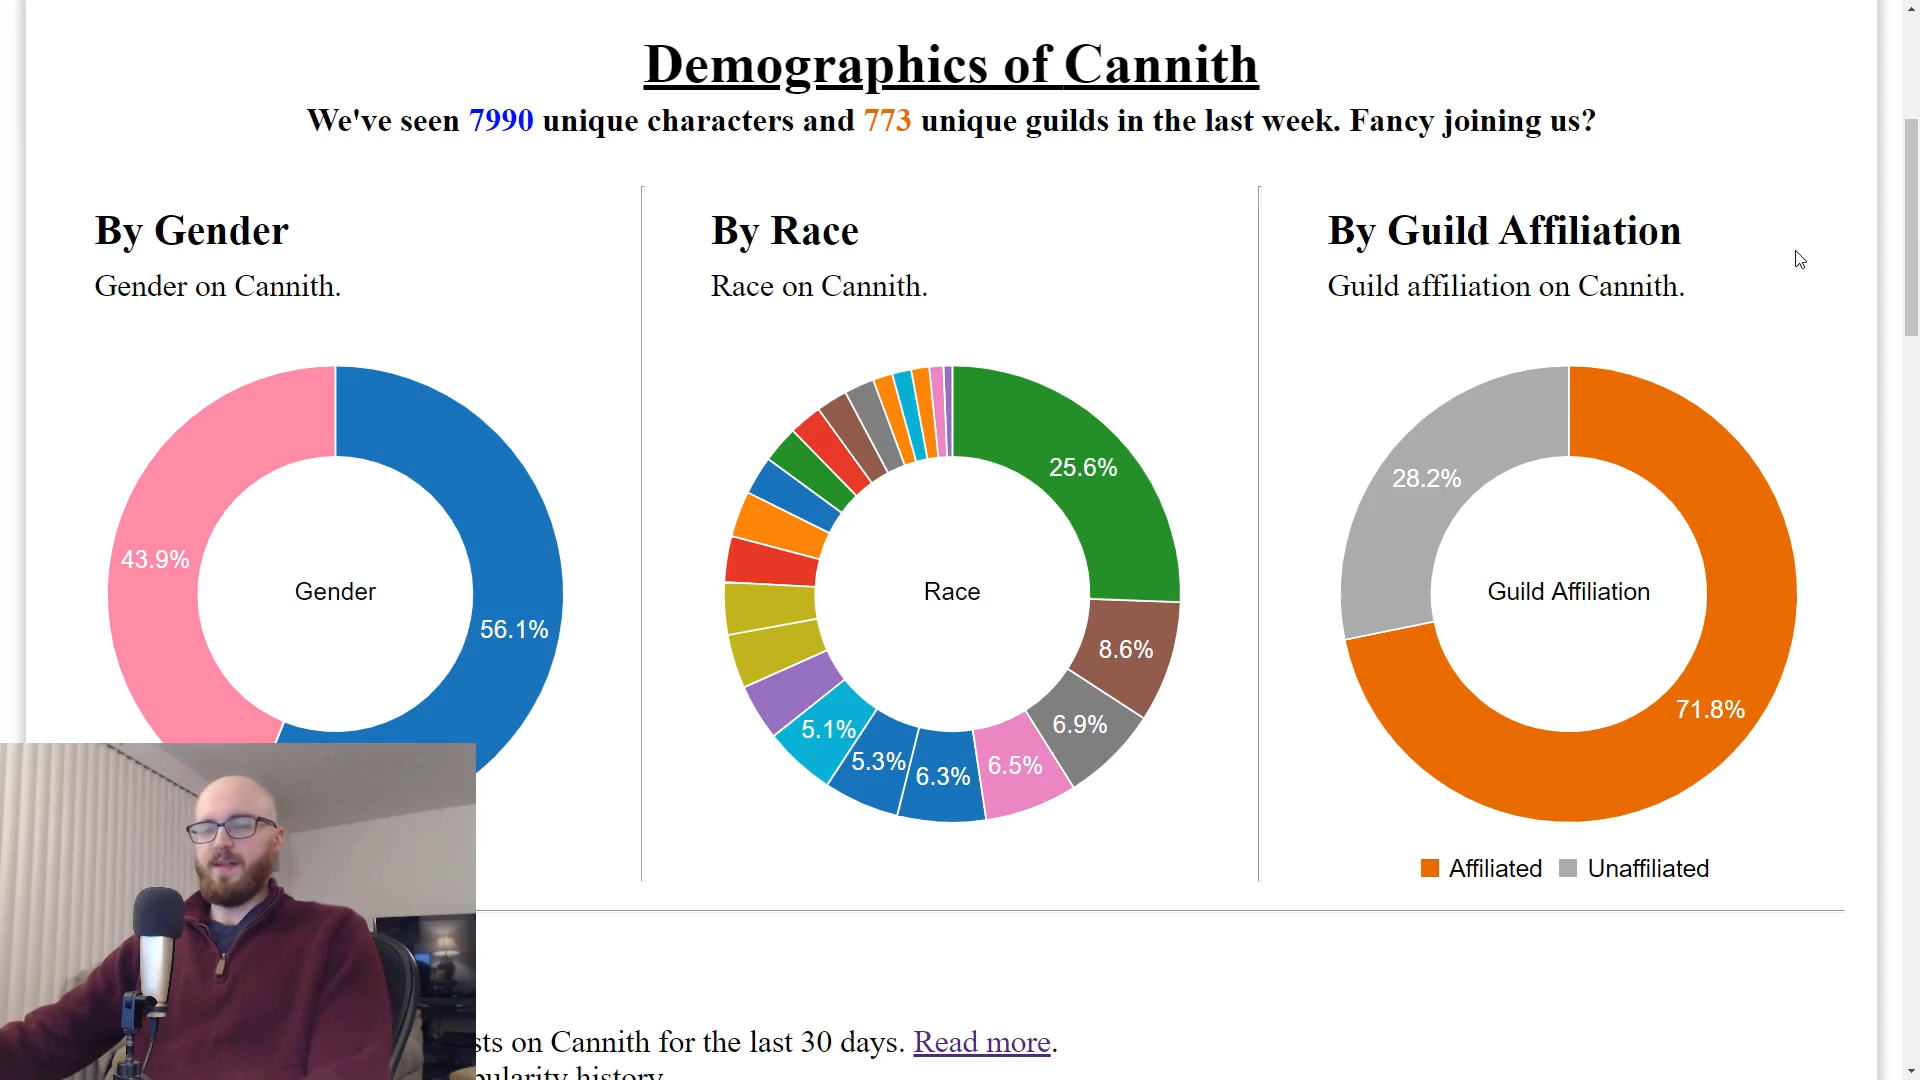 Demographics of Cannith
We've seen 7990 unique characters and 773 unique guilds in the last week. Fancy joining us?
By Gender
Gender on Cannith.
43.9%
Gender
56.1%
By Race
Race on Cannith.
25.6%
Race
8.6%
6.9%
6.5%
6.3%
5.3%
5.1%
By Guild Affiliation
Guild affiliation on Cannith.
28.2%
Guild Affiliation
71.8%
Affiliated Unaffiliated
on Cannith for the last 30 days. Read more.
history